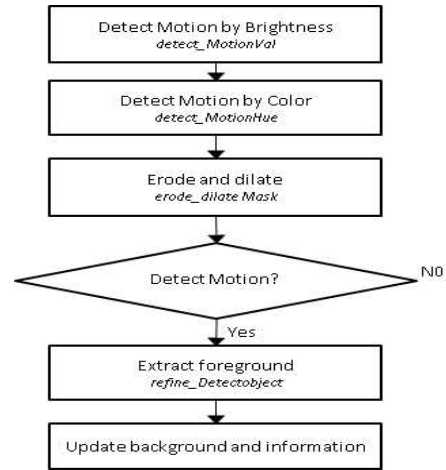 Detect Motion by Brightness
detect_MotionVal
Detect Motion by Color
detect_MotionHue
Erode and dilate
erode_dilate Mask
Detect Motion?
N0
Yes
Extract foreground
refine_Detectobject
Update background and information